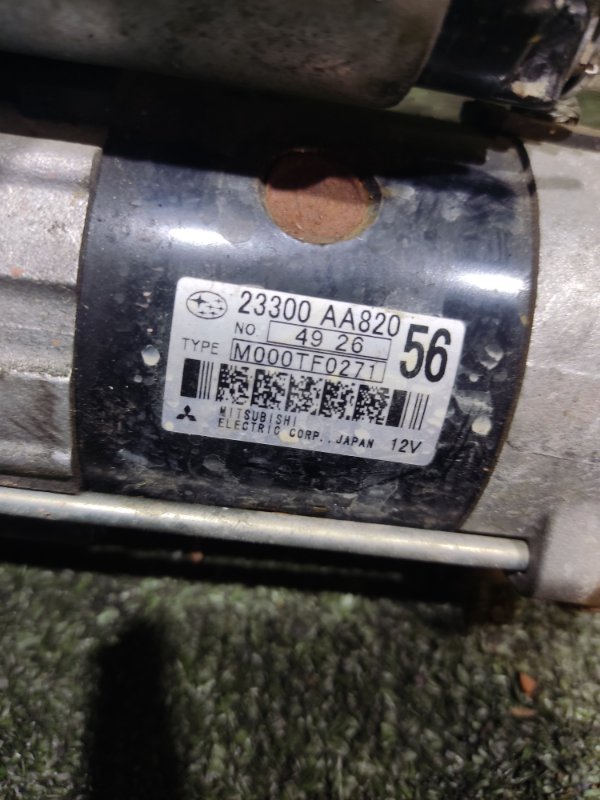 23300 AA820
NO 49 26
56
TYPE M000TF0271
MITSUBISHI
ELECTRIC CORP., JAPAN 12V